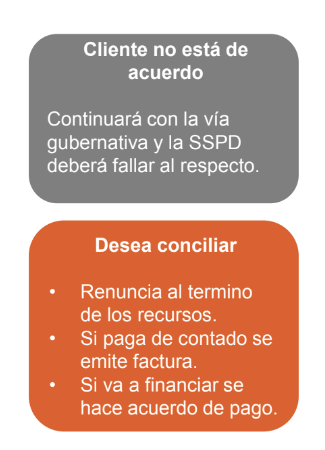 Cliente no está de
acuerdo
Continuará con la vía
gubernativa y la SSPD
deberá fallar al respecto.
Desea conciliar
• Renuncia al termino
de los recursos.
• Si paga de contado se
emite factura.
• Si va a financiar se
hace acuerdo de pago.